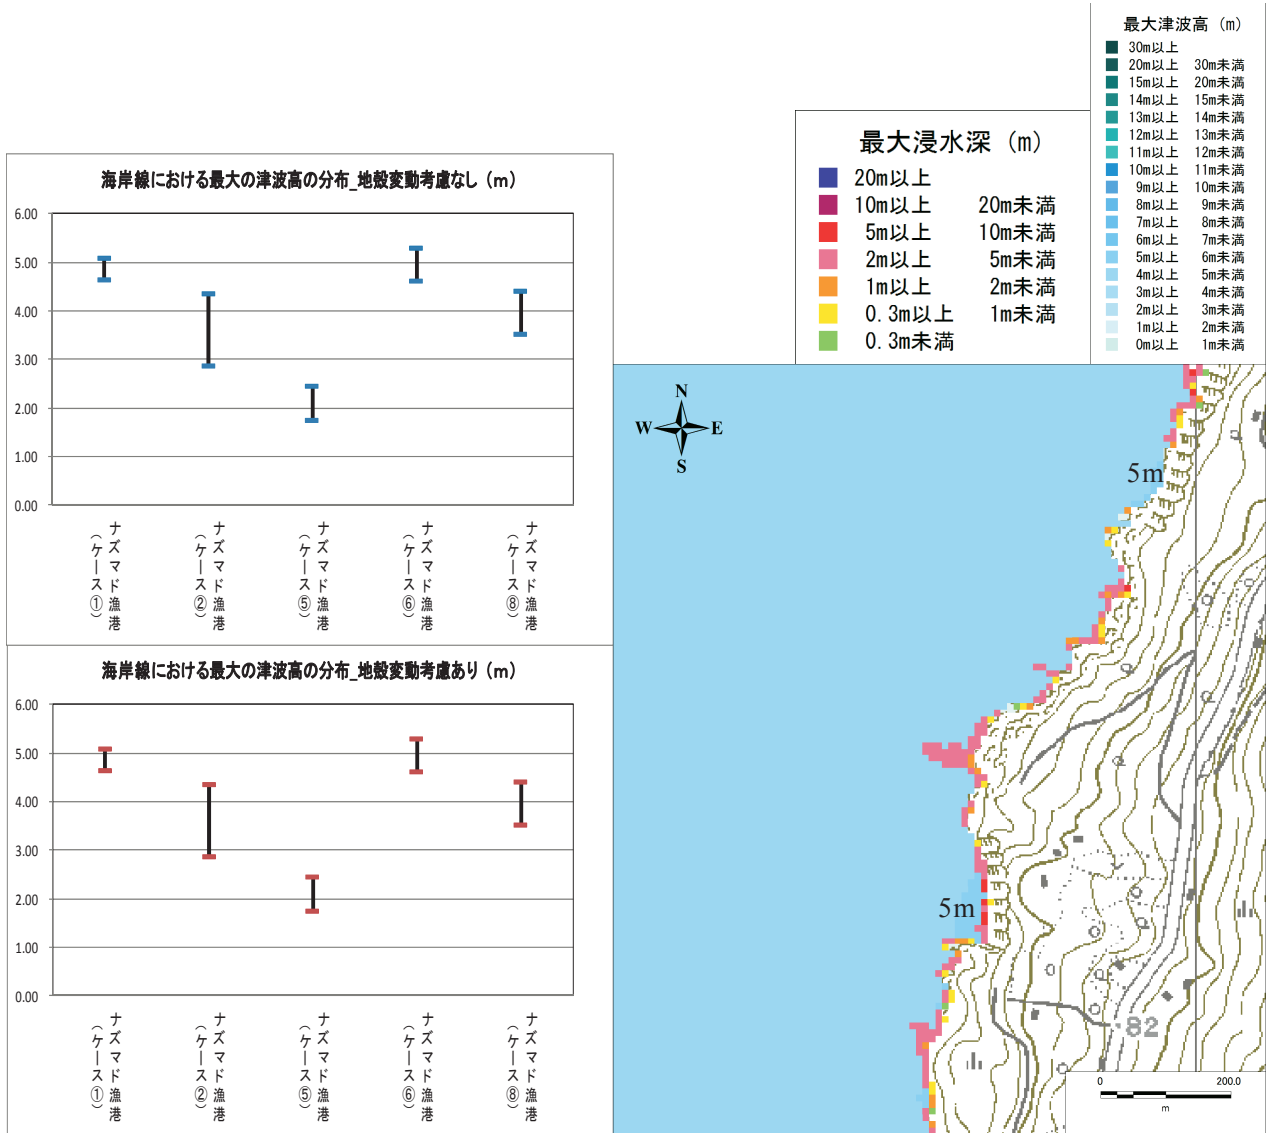 海岸線における最大の津波高の分布_地殻変動考慮なし（m）
6.00
5.00
4.00
3.00
2.00
1.00
0.00
ナズマド漁港
（ケース①）
ナズマド漁港
（ケース②）
ナズマド漁港
（ケース⑤）
ナズマド漁港
（ケース⑥）
ナズマド漁港
（ケース⑧）
海岸線における最大の津波高の分布_地殻変動考慮あり（m）
6.00
5.00
4.00
3.00
2.00
1.00
0.00
ナズマド漁港
（ケース①）
ナズマド漁港
（ケース②）
ナズマド漁港
（ケース⑤）
ナズマド漁港
（ケース⑥）
ナズマド漁港
（ケース⑧）
最大浸水深（m）
20m以上
10m以上 20m未満
5m以上 10m未満
2m以上 5m未満
1m以上 2m未満
0.3m以上 1m未満
0.3m未満
最大津波高（m）
30m以上
20m以上 30m未満
15m以上 20m未満
14m以上 15m未満
13m以上 14m未満
12m以上 13m未満
11m以上 12m未満
10m以上 11m未満
9m以上 10m未満
8m以上 9m未満
7m以上 8m未満
6m以上 7m未満
5m以上 6m未満
4m以上 5m未満
3m以上 4m未満
2m以上 3m未満
1m以上 2m未満
0m以上 1m未満
N
W E
S
5m
5m
82
0 200.0
m